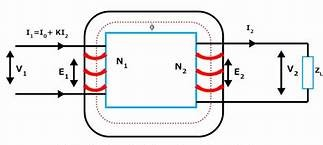 ϕ
I₁=I₀+ KI₂
I₂
V₁
E₁
N₁
N₂
E₂
V₂
Z_L